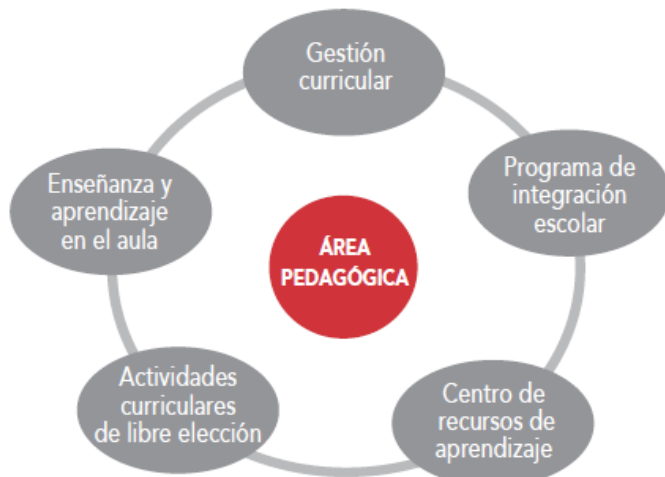 Gestión
curricular
Programa de
integración
escolar
Enseñanza y
aprendizaje
en el aula
ÁREA
PEDAGÓGICA
Actividades
curriculares
de libre elección
Centro de
recursos de
aprendizaje